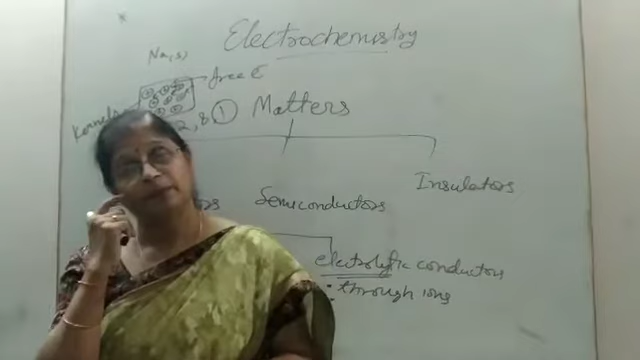 Electrochemistry
Na(s)
free e⁻
Kernels
2, 8 ① Matters
Semiconductors
Insulators
electrolytic conductors
: through ions